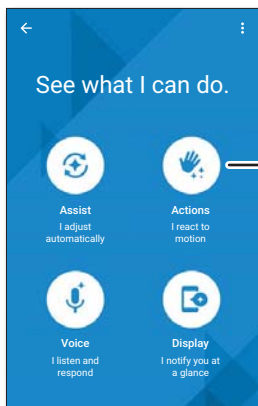 See what I can do.
Assist
I adjust
automatically
Actions
I react to
motion
Voice
I listen and
respond
Display
I notify you at
a glance